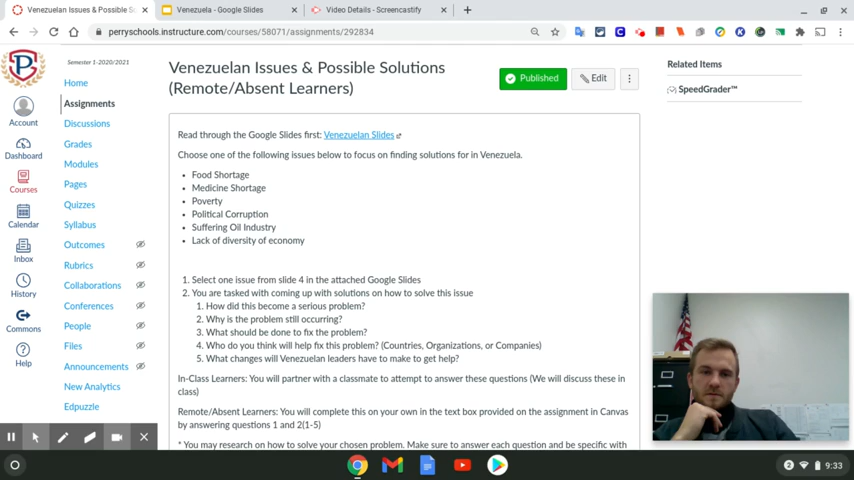 Venezuelan Issues & Possible So
Venezuela - Google Slides
Video Details - Screencastify
perryschools.instructure.com/courses/58071/assignments/292834
Semester 1-2020/2021
Home
Assignments
Discussions
Grades
Modules
Pages
Quizzes
Syllabus
Outcomes
Rubrics
Collaborations
Conferences
People
Files
Announcements
New Analytics
Edpuzzle
Account
Dashboard
Courses
Calendar
Inbox
History
Commons
Help
Venezuelan Issues & Possible Solutions
(Remote/Absent Learners)
Published
Edit
Related Items
SpeedGrader™
Read through the Google Slides first: Venezuelan Slides
Choose one of the following issues below to focus on finding solutions for in Venezuela.
• Food Shortage
• Medicine Shortage
• Poverty
• Political Corruption
• Suffering Oil Industry
• Lack of diversity of economy
1. Select one issue from slide 4 in the attached Google Slides
2. You are tasked with coming up with solutions on how to solve this issue
1. How did this become a serious problem?
2. Why is the problem still occurring?
3. What should be done to fix the problem?
4. Who do you think will help fix this problem? (Countries, Organizations, or Companies)
5. What changes will Venezuelan leaders have to make to get help?
In-Class Learners: You will partner with a classmate to attempt to answer these questions (We will discuss these in
class)
Remote/Absent Learners: You will complete this on your own in the text box provided on the assignment in Canvas
by answering questions 1 and 2(1-5)
* You may research on how to solve your chosen problem. Make sure to answer each question and be specific with
2
9:33